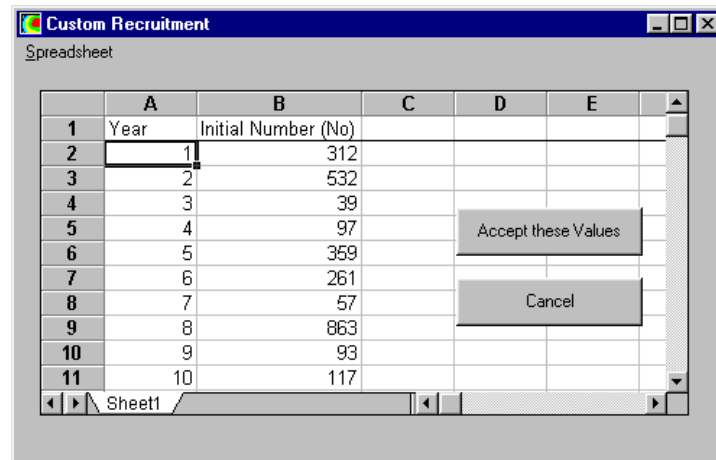 Custom Recruitment
Spreadsheet
A B C D E
1 Year Initial Number (No)
2 1 312
3 2 532
4 3 39
5 4 97
6 5 359
7 6 261
8 7 57
9 8 863
10 9 93
11 10 117
Accept these Values
Cancel
Sheet1